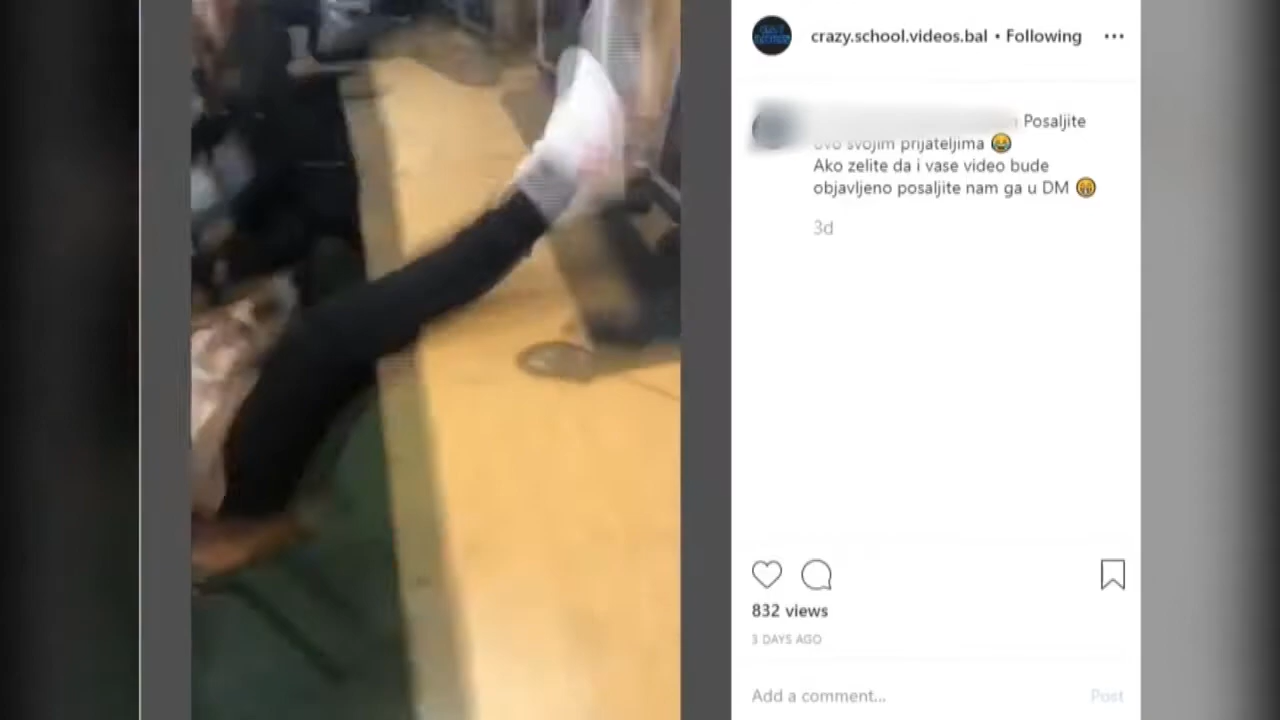 crazy.school.videos.bal • Following
Posaljite
ovo svojim prijateljima 😂
Ako zelite da i vase video bude
objavljeno posaljite nam ga u DM 😁
3d
832 views
3 DAYS AGO
Add a comment...
Post